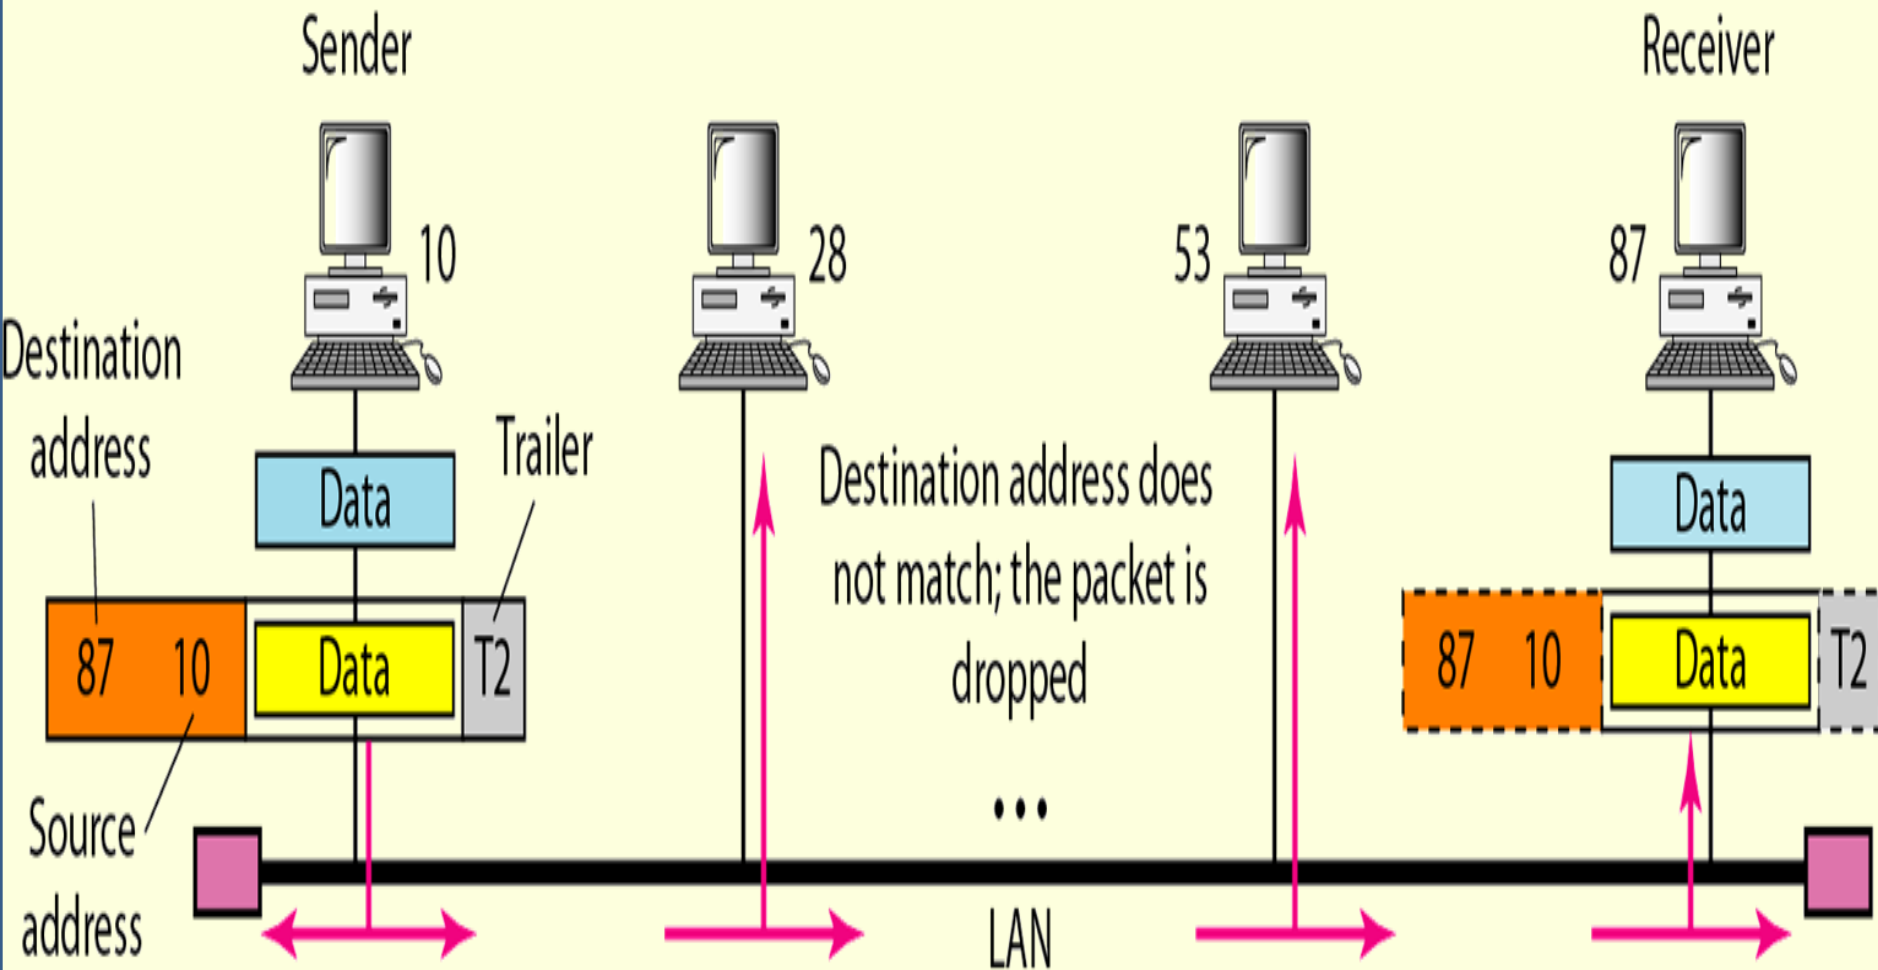 Sender
Receiver
10
28
53
87
Destination
address
Trailer
Data
Destination address does
not match; the packet is
dropped
Data
87 10
Data
T2
87 10
Data
T2
...
Source
address
LAN